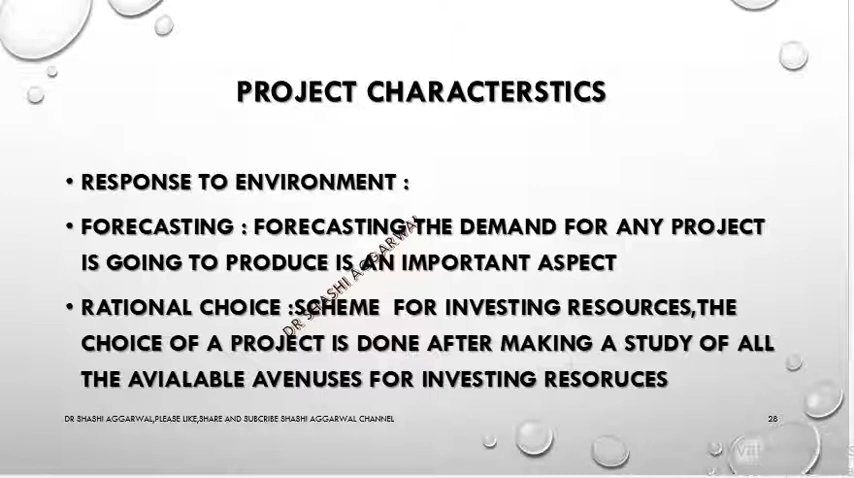 PROJECT CHARACTERSTICS
• RESPONSE TO ENVIRONMENT :
• FORECASTING : FORECASTING THE DEMAND FOR ANY PROJECT
IS GOING TO PRODUCE IS AN IMPORTANT ASPECT
• RATIONAL CHOICE :SCHEME FOR INVESTING RESOURCES,THE
CHOICE OF A PROJECT IS DONE AFTER MAKING A STUDY OF ALL
THE AVIALABLE AVENUSES FOR INVESTING RESORUCES
DR SHASHI AGGARWAL
DR SHASHI AGGARWAL,PLEASE LIKE,SHARE AND SUBCRIBE SHASHI AGGARWAL CHANNEL
28